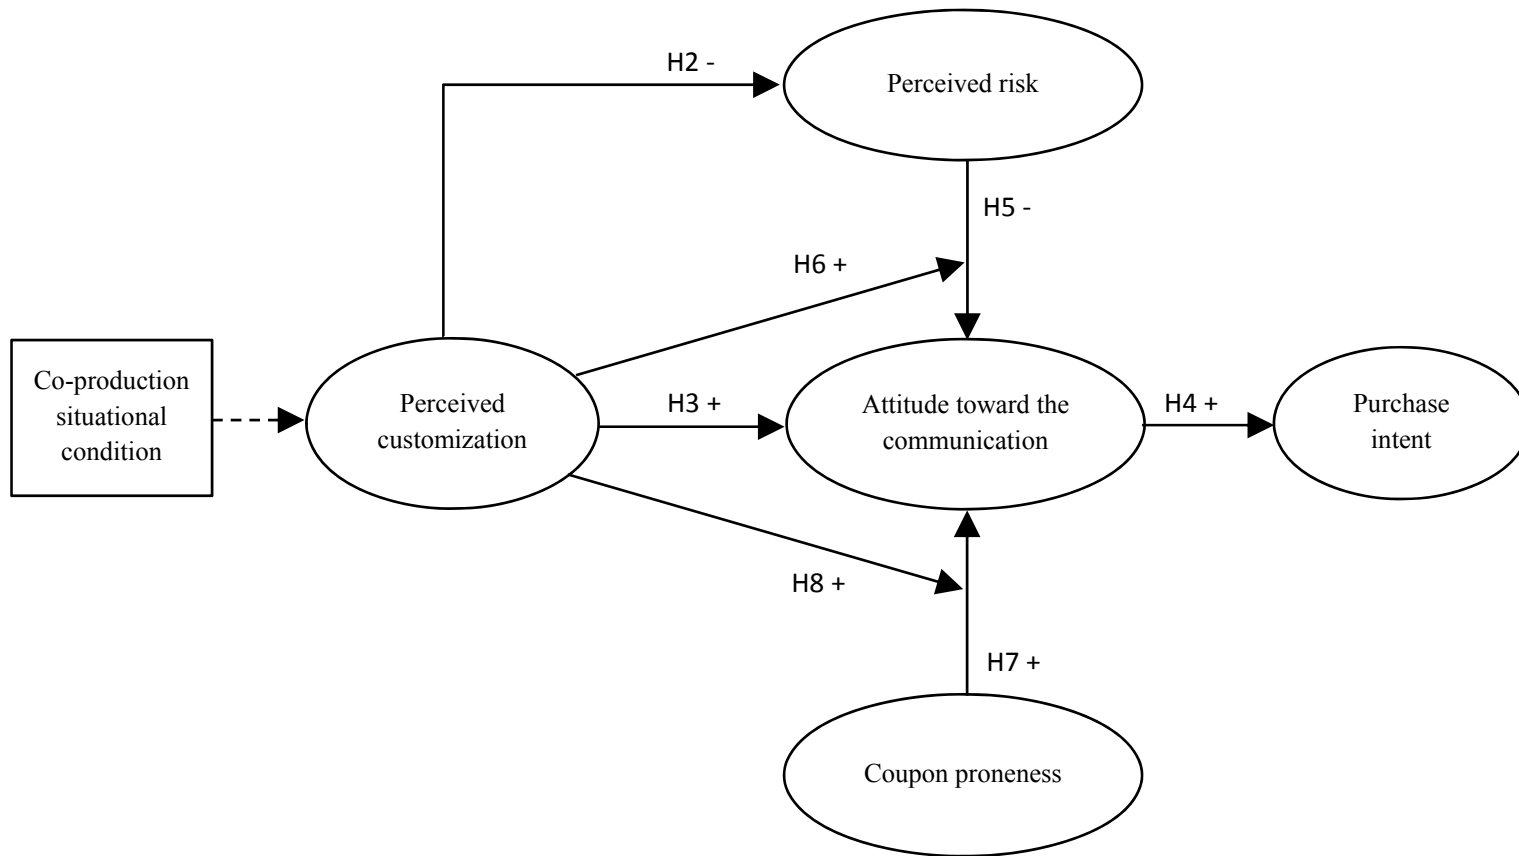 H2 -
Perceived risk
H5 -
H6 +
Co-production
situational
condition
Perceived
customization
H3 +
Attitude toward the
communication
H4 +
Purchase
intent
H8 +
H7 +
Coupon proneness